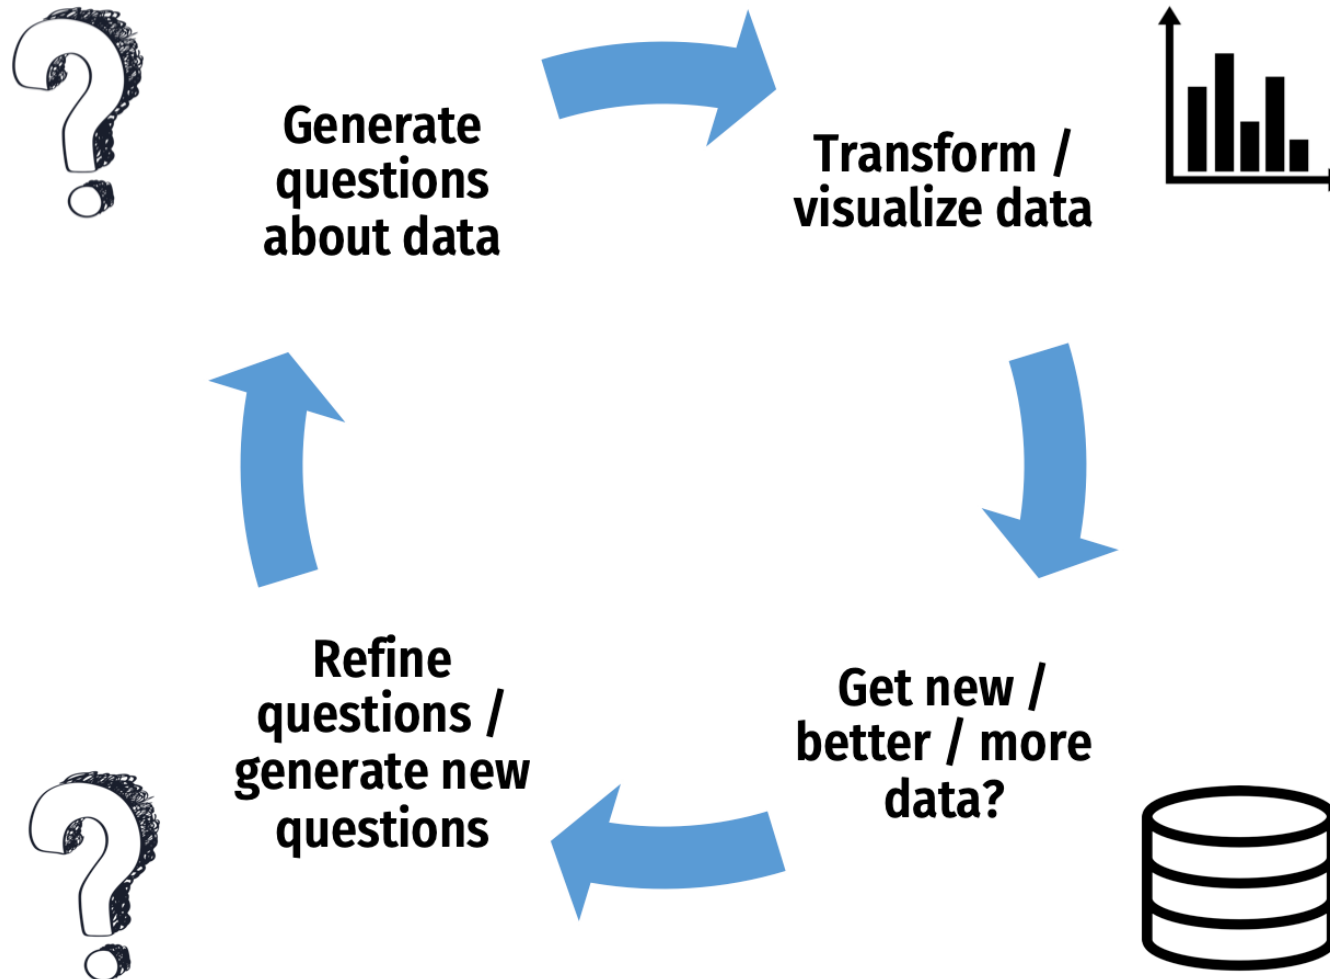 Generate
questions
about data
Transform /
visualize data
Get new /
better / more
data?
Refine
questions /
generate new
questions